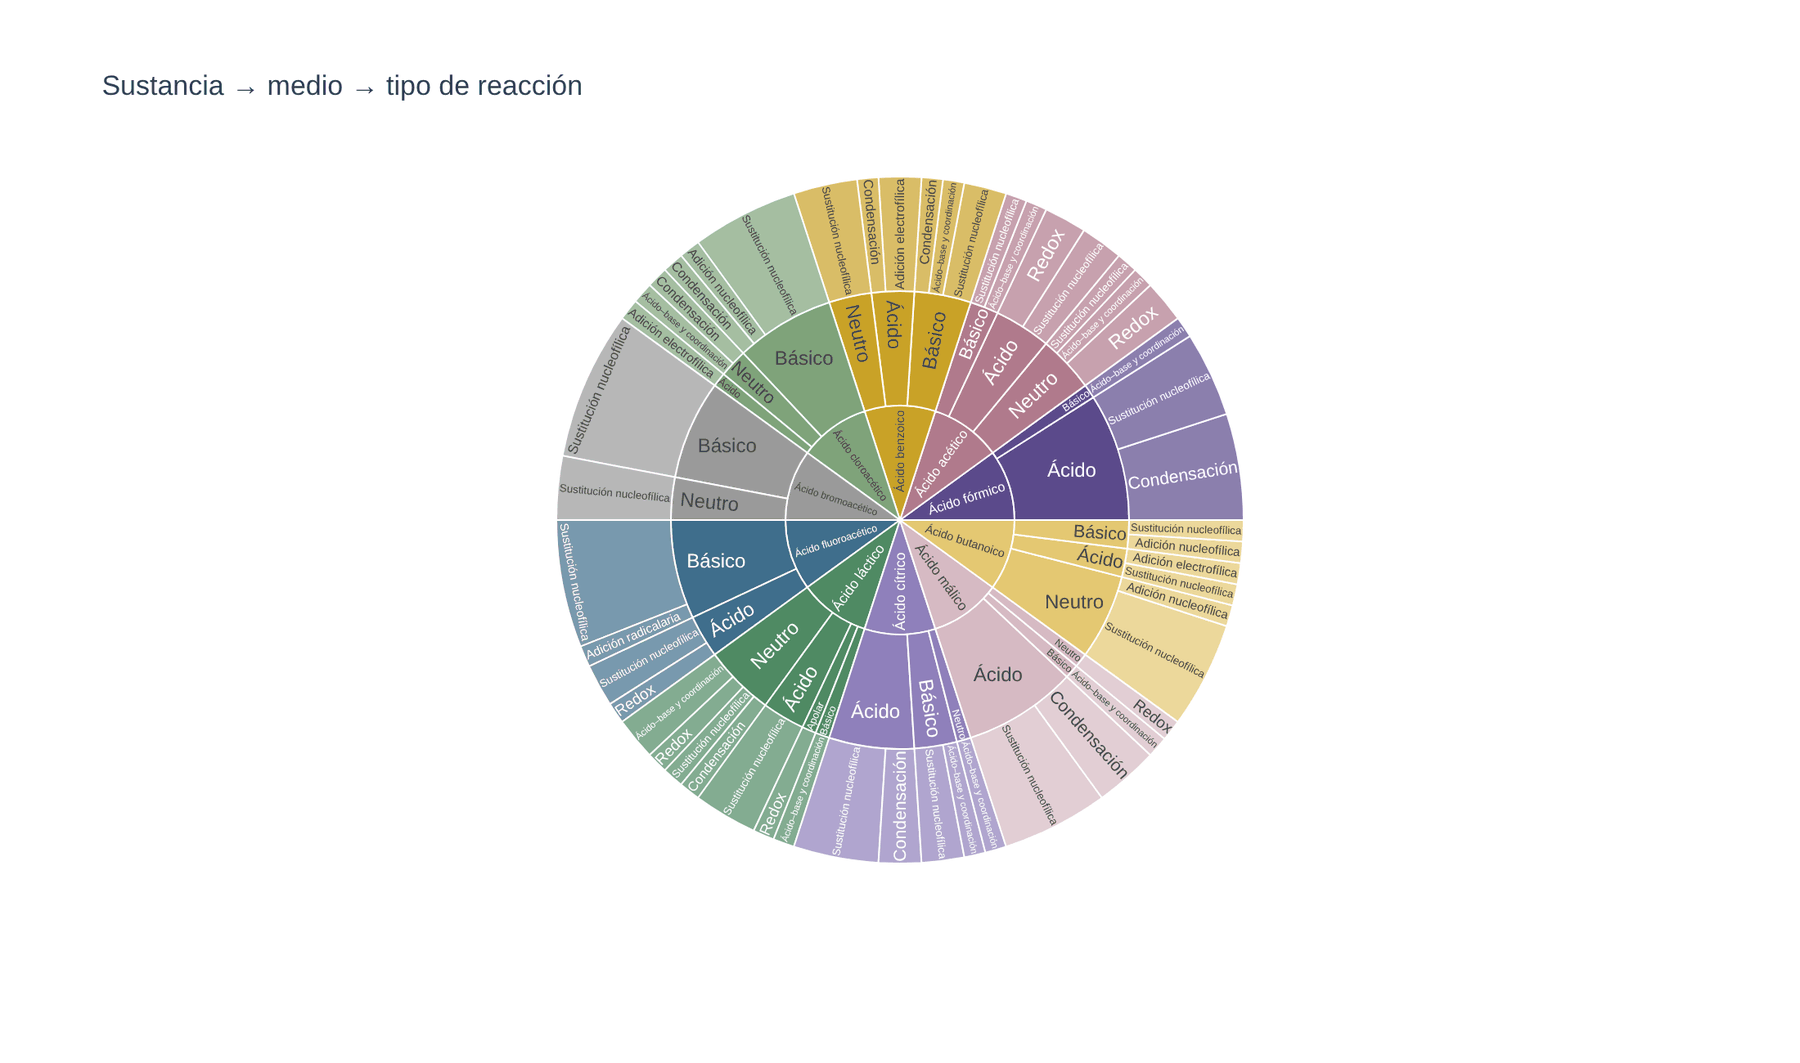 Sustancia → medio → tipo de reacción
Ácido fórmico
Ácido
Condensación
Sustitución nucleofílica
Básico
Ácido–base y coordinación
Ácido acético
Neutro
Redox
Ácido–base y coordinación
Sustitución nucleofílica
Ácido
Sustitución nucleofílica
Redox
Básico
Ácido–base y coordinación
Sustitución nucleofílica
Ácido benzoico
Básico
Sustitución nucleofílica
Ácido–base y coordinación
Condensación
Ácido
Adición electrofílica
Neutro
Condensación
Sustitución nucleofílica
Ácido cloroacético
Básico
Sustitución nucleofílica
Adición nucleofílica
Condensación
Neutro
Condensación
Ácido–base y coordinación
Ácido
Adición electrofílica
Ácido bromoacético
Básico
Sustitución nucleofílica
Neutro
Sustitución nucleofílica
Ácido fluoroacético
Básico
Sustitución nucleofílica
Adición radicalaria
Ácido
Sustitución nucleofílica
Redox
Ácido láctico
Neutro
Ácido–base y coordinación
Redox
Sustitución nucleofílica
Condensación
Ácido
Sustitución nucleofílica
Apolar
Redox
Básico
Ácido–base y coordinación
Ácido cítrico
Ácido
Sustitución nucleofílica
Condensación
Básico
Sustitución nucleofílica
Ácido–base y coordinación
Neutro
Ácido–base y coordinación
Ácido málico
Ácido
Sustitución nucleofílica
Condensación
Básico
Ácido–base y coordinación
Neutro
Redox
Ácido butanoico
Neutro
Sustitución nucleofílica
Adición nucleofílica
Ácido
Sustitución nucleofílica
Adición electrofílica
Básico
Adición nucleofílica
Sustitución nucleofílica